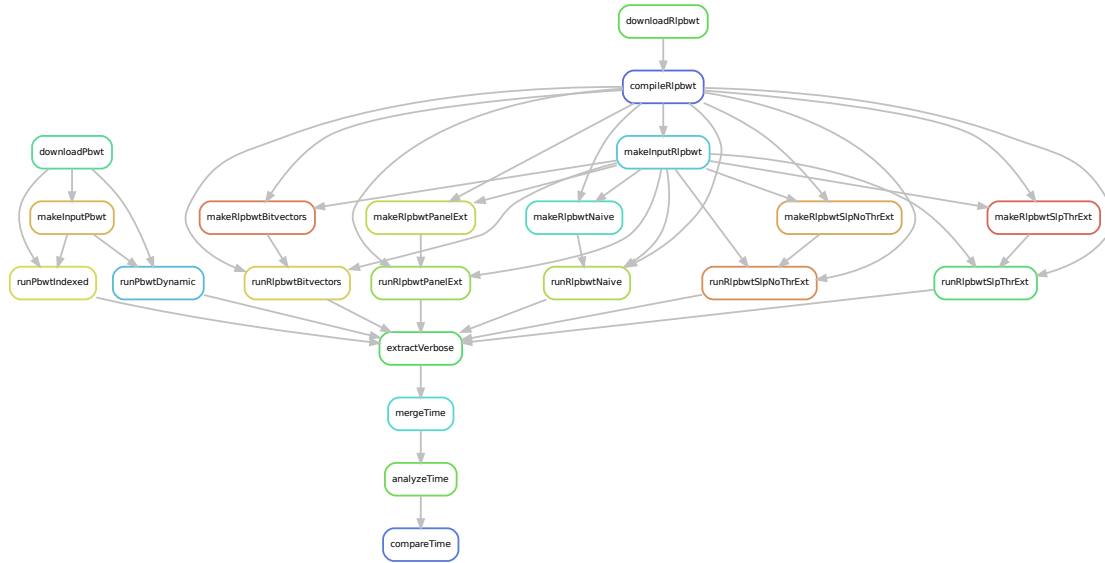 downloadRlpbwt
compileRlpbwt
downloadPbwt
makeInputRlpbwt
makeInputPbwt
makeRlpbwtBitvectors
makeRlpbwtPanelExt
makeRlpbwtNaive
makeRlpbwtSlpNoThrExt
makeRlpbwtSlpThrExt
runPbwtIndexed
runPbwtDynamic
runRlpbwtBitvectors
runRlpbwtPanelExt
runRlpbwtNaive
runRlpbwtSlpNoThrExt
runRlpbwtSlpThrExt
extractVerbose
mergeTime
analyzeTime
compareTime